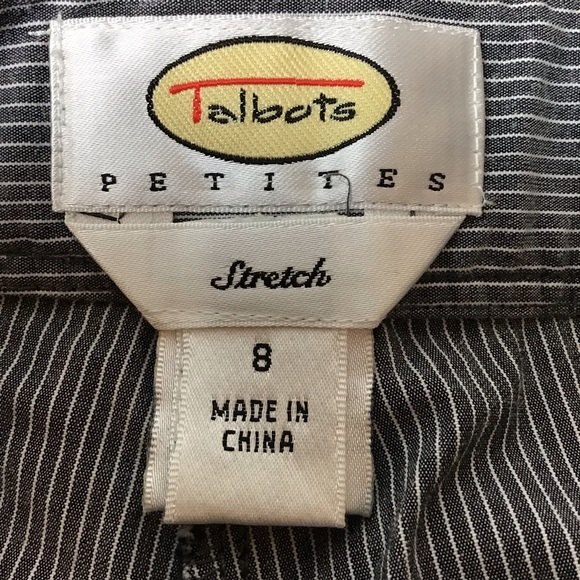 Talbots
PETITES
Stretch
8
MADE IN
CHINA